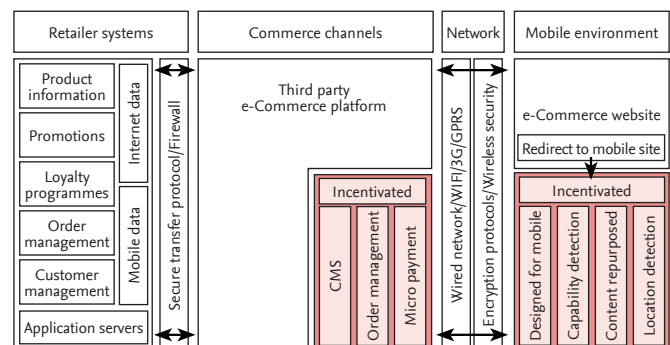 Retailer systems
Commerce channels
Network
Mobile environment
Product
information
Promotions
Loyalty
programmes
Order
management
Customer
management
Application servers
Internet data
Mobile data
Secure transfer protocol/Firewall
Third party
e-Commerce platform
Incentivated
CMS
Order management
Micro payment
Wired network/WIFI/3G/GPRS
Encryption protocols/Wireless security
e-Commerce website
Redirect to mobile site
Incentivated
Designed for mobile
Capability detection
Content repurposed
Location detection